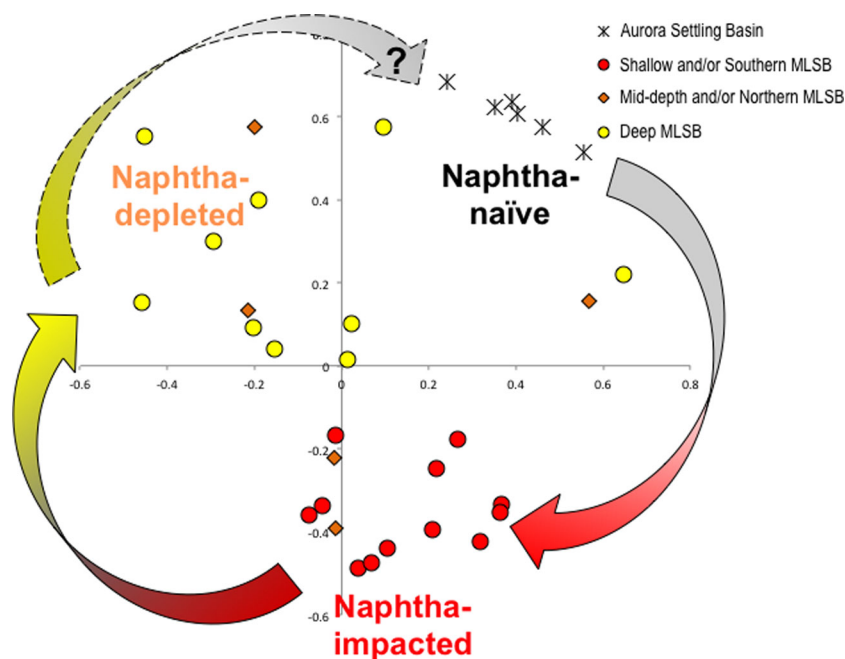 Aurora Settling Basin
Shallow and/or Southern MLSB
Mid-depth and/or Northern MLSB
Deep MLSB
?
0.6
Naphtha-
depleted
Naphtha-
naïve
0.4
0.2
0
-0.6
-0.4
-0.2
0
0.2
0.4
0.6
0.8
-0.2
-0.4
-0.6
Naphtha-
impacted